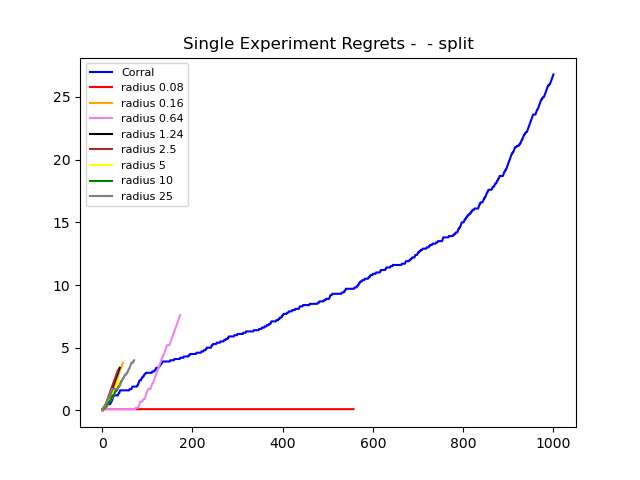 Single Experiment Regrets -  - split
Corral
radius 0.08
radius 0.16
radius 0.64
radius 1.24
radius 2.5
radius 5
radius 10
radius 25
25
20
15
10
5
0
0 200 400 600 800 1000